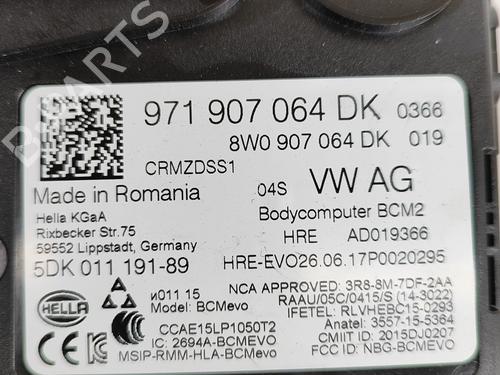 B-PARTS
971 907 064 DK 0366
8W0 907 064 DK 019
CRMZDSS1
Made in Romania 04S VW AG
Hella KGaA Bodycomputer BCM2
Rixbecker Str.75
59552 Lippstadt, Germany HRE AD019366
5DK 011 191-89 HRE-EVO26.06.17P0020295
HELLA
и011 15
Model: BCMevo
CCAE15LP1050T2
IC: 2694A-BCMEVO
MSIP-RMM-HLA-BCMevo
NCA APPROVED: 3R8-8M-7DF-2AA
RAAU/05C/0415/S (14-3022)
IFETEL: RLVHEBC15-0293
Anatel: 3557-15-5364
CMIIT ID: 2015DJ0207
FCC ID: NBG-BCMEVO